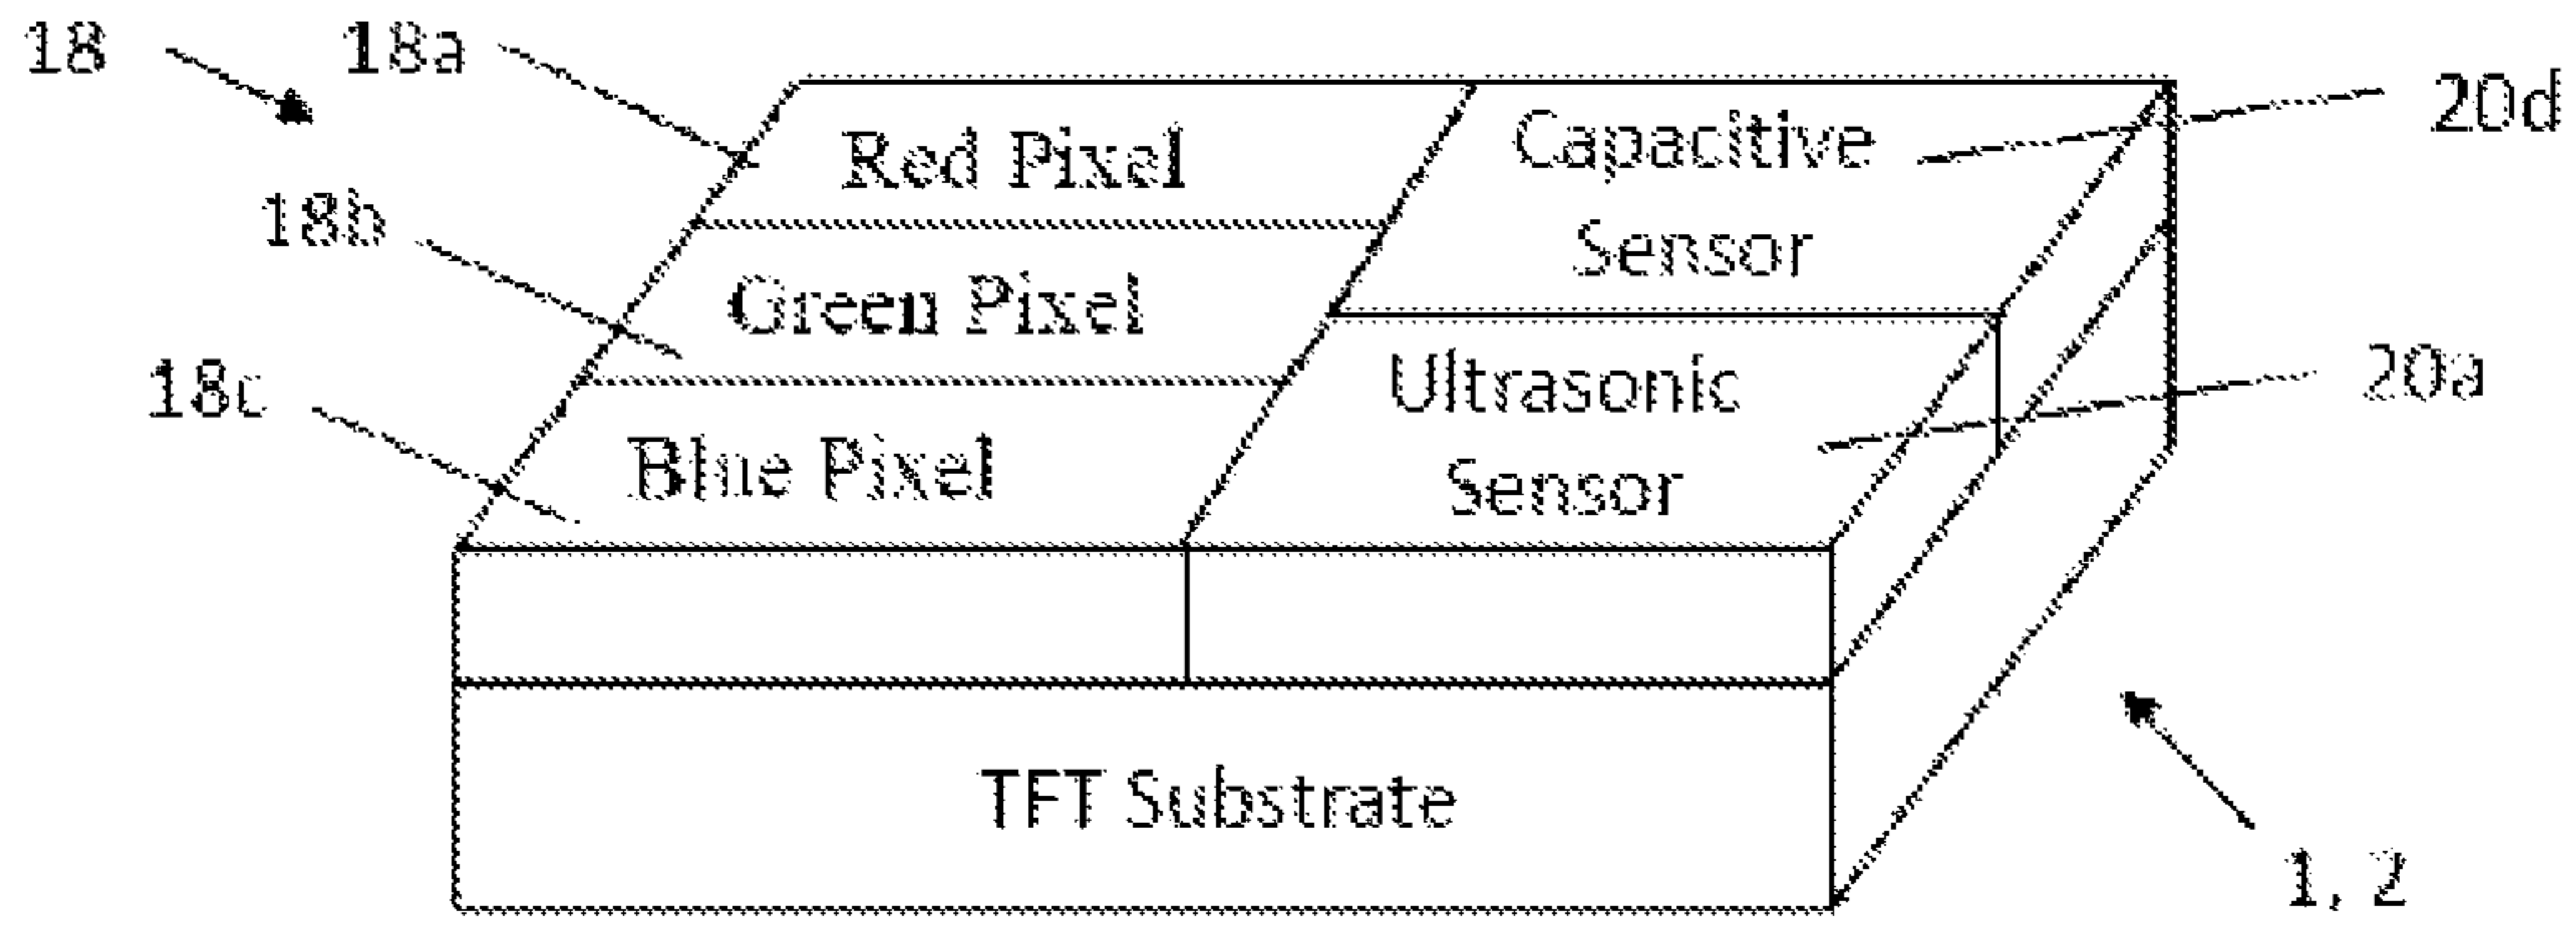 18
18a
Red Pixel
Capacitive
Sensor
20d
18b
Green Pixel
18c
Blue Pixel
Ultrasonic
Sensor
20a
TFT Substrate
1, 2